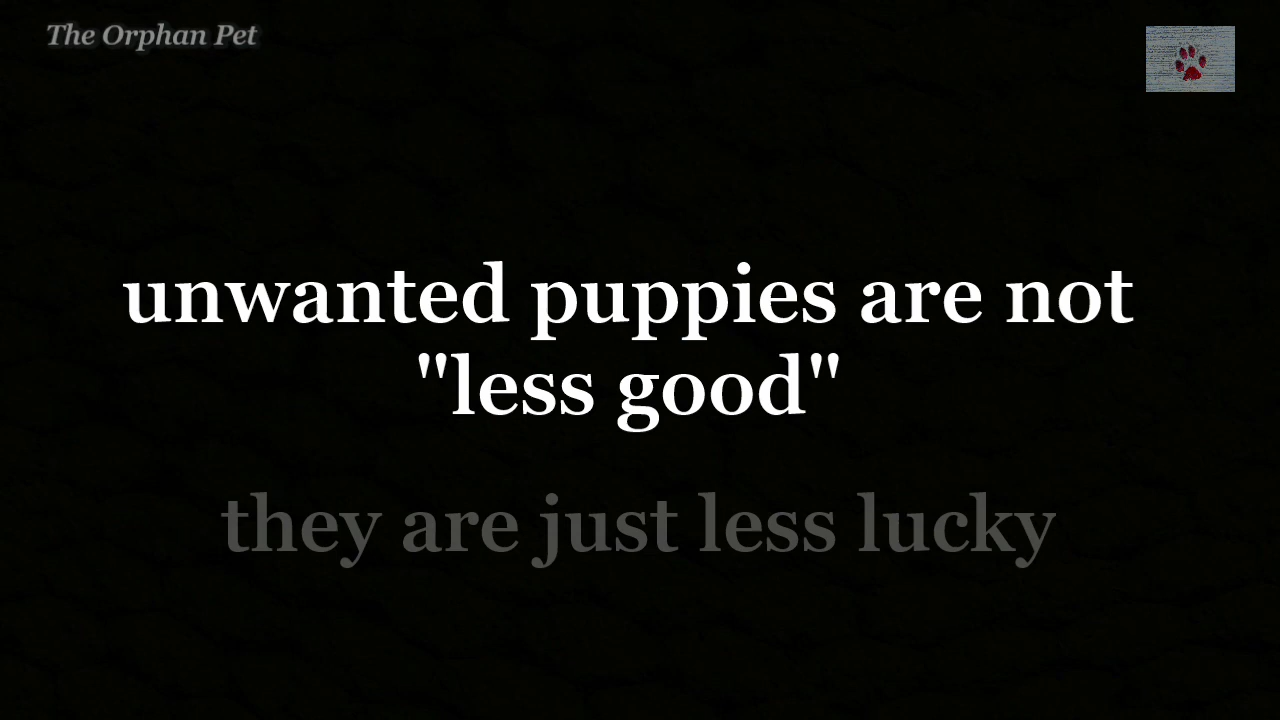 The Orphan Pet
unwanted puppies are not
"less good"
they are just less lucky